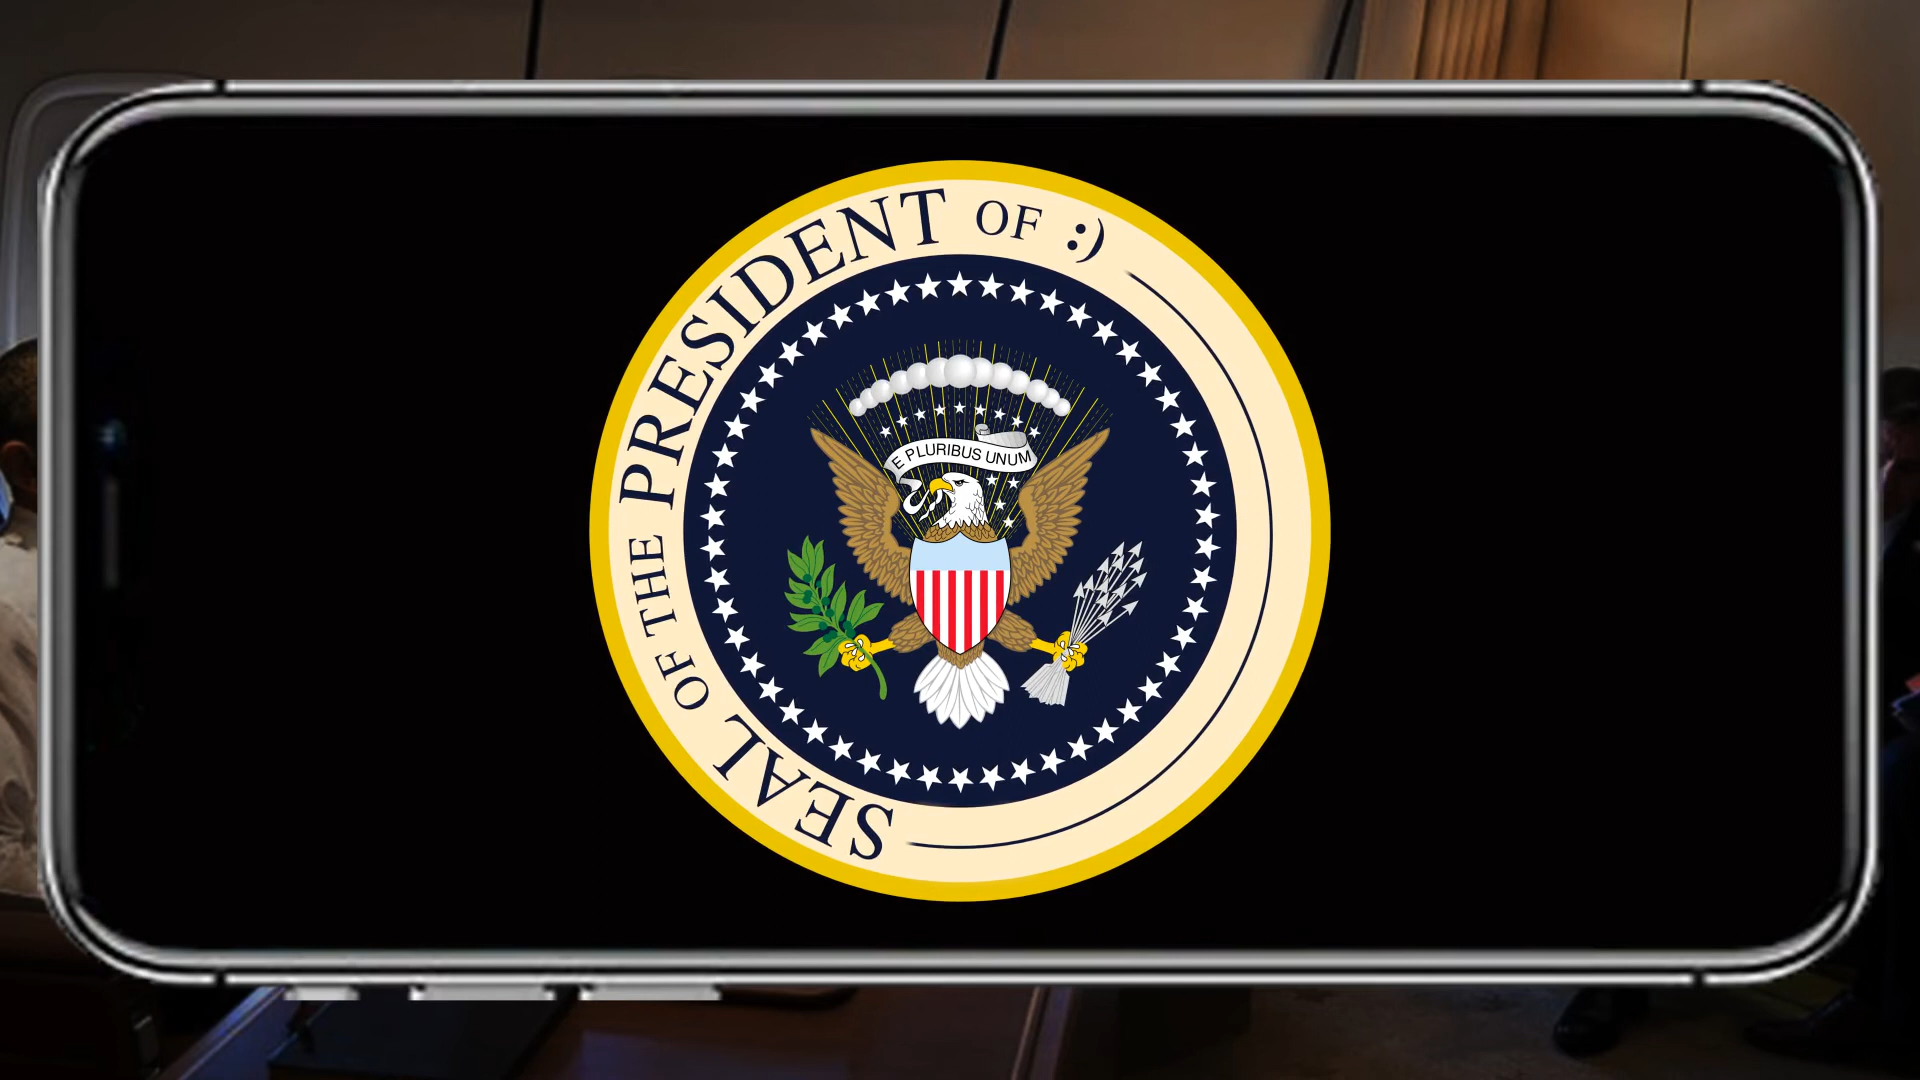 SEAL OF THE PRESIDENT OF :)
E PLURIBUS UNUM